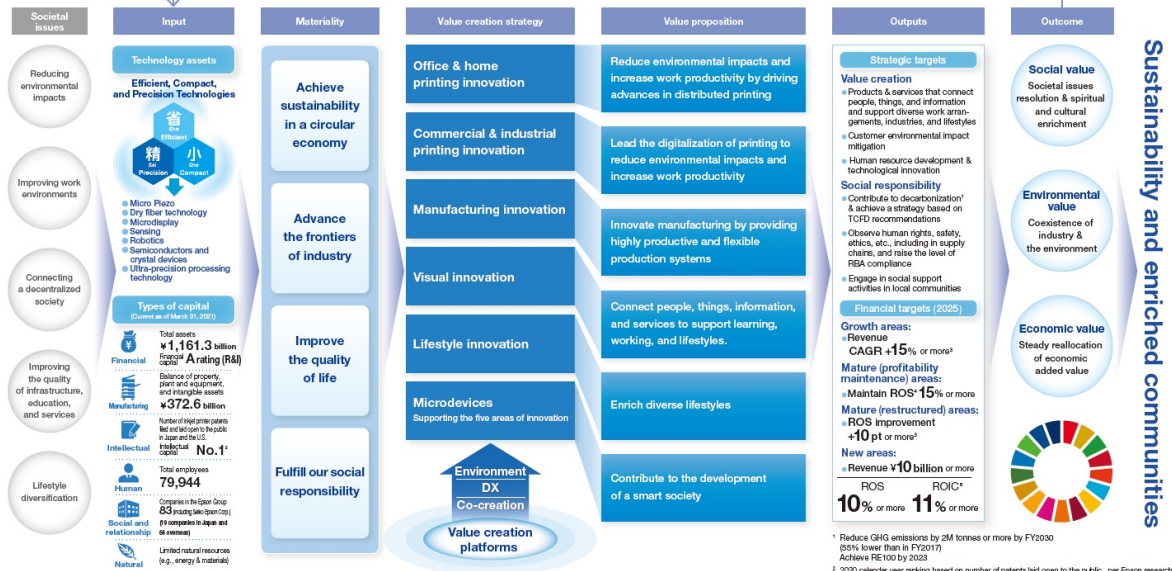 Societal
issues
Input
Materiality
Value creation strategy
Value proposition
Outputs
Outcome
Reducing
environmental
impacts
Improving work
environments
Connecting
a decentralized
society
Improving
the quality
of infrastructure,
education,
and services
Lifestyle
diversification
Technology assets
Efficient, Compact,
and Precision Technologies
省
Sho
Efficient
精
Sei
Precision
小
Sho
Compact
Micro Piezo
Dry fiber technology
Microdisplay
Sensing
Robotics
Semiconductors and
crystal devices
Ultra-precision processing
technology
Types of capital
(Current as of March 31, 2021)
Financial
Total assets
¥1,161.3 billion
Financial capital A rating (R&I)
Manufacturing
Balance of property,
plant and equipment,
and intangible assets
¥372.6 billion
Intellectual
Number of inkjet printer patents
filed and laid open to the public
in Japan and the U.S.
Intellectual capital No.1²
Human
Total employees
79,944
Social and
relationship
Companies in the Epson Group
83 (including Seiko Epson Corp.)
(19 companies in Japan and
64 overseas)
Natural
Limited natural resources
(e.g., energy & materials)
Achieve
sustainability
in a circular
economy
Advance
the frontiers
of industry
Improve
the quality
of life
Fulfill our social
responsibility
Office & home
printing innovation
Commercial & industrial
printing innovation
Manufacturing innovation
Visual innovation
Lifestyle innovation
Microdevices
Supporting the five areas of innovation
Environment
DX
Co-creation
Value creation
platforms
Reduce environmental impacts and
increase work productivity by driving
advances in distributed printing
Lead the digitalization of printing to
reduce environmental impacts and
increase work productivity
Innovate manufacturing by providing
highly productive and flexible
production systems
Connect people, things, information,
and services to support learning,
working, and lifestyles.
Enrich diverse lifestyles
Contribute to the development
of a smart society
Strategic targets
Value creation
Products & services that connect
people, things, and information
and support diverse work arran-
gements, industries, and lifestyles
Customer environmental impact
mitigation
Human resource development &
technological innovation
Social responsibility
Contribute to decarbonization¹
& achieve a strategy based on
TCFD recommendations
Observe human rights, safety,
ethics, etc., including in supply
chains, and raise the level of
RBA compliance
Engage in social support
activities in local communities
Financial targets (2025)
Growth areas:
Revenue
CAGR +15% or more³
Mature (profitability
maintenance) areas:
Maintain ROS⁴ 15% or more
Mature (restructured) areas:
ROS improvement
+10 pt or more³
New areas:
Revenue ¥10 billion or more
ROS
10% or more
ROIC⁵
11% or more
Social value
Societal issues
resolution & spiritual
and cultural
enrichment
Environmental
value
Coexistence of
industry &
the environment
Economic value
Steady reallocation
of economic
added value
Sustainability and enriched communities
¹ Reduce GHG emissions by 2M tonnes or more by FY2030
(55% lower than in FY2017)
Achieve RE100 by 2023
² 2020 calendar year ranking based on number of patents laid open to the public, per Epson research